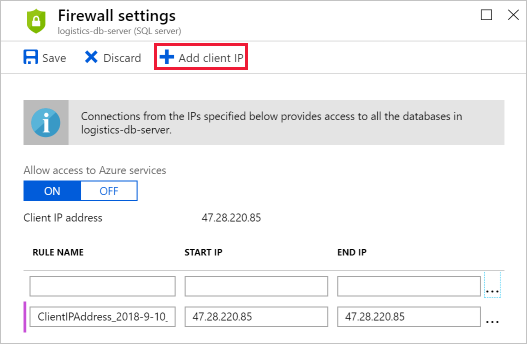 Firewall settings
logistics-db-server (SQL server)
Save Discard Add client IP
Connections from the IPs specified below provides access to all the databases in
logistics-db-server.
Allow access to Azure services
ON OFF
Client IP address 47.28.220.85
RULE NAME START IP END IP
...
ClientIPAddress_2018-9-10_ 47.28.220.85 47.28.220.85 ...